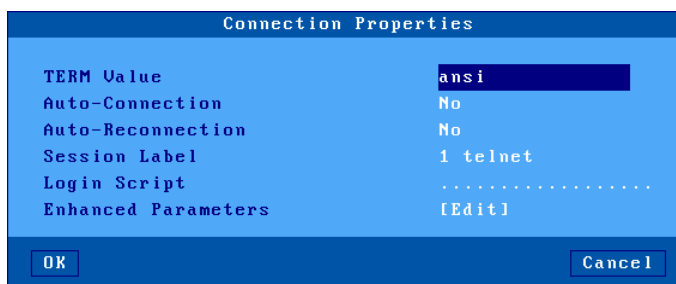 Connection Properties
TERM Value ansi
Auto-Connection No
Auto-Reconnection No
Session Label 1 telnet
Login Script ..................
Enhanced Parameters [Edit]
OK Cancel